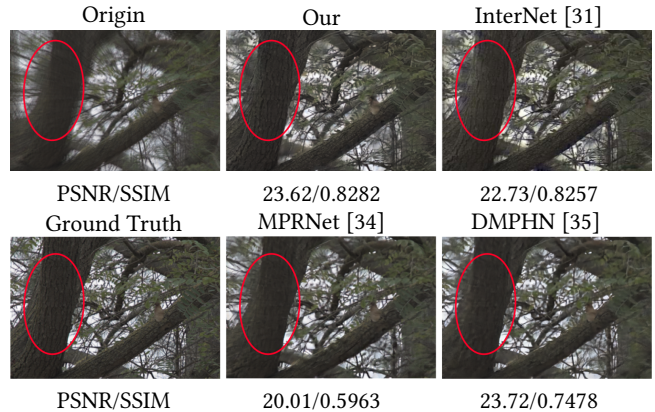 Origin Our InterNet [31]
PSNR/SSIM 23.62/0.8282 22.73/0.8257
Ground Truth MPRNet [34] DMPHN [35]
PSNR/SSIM 20.01/0.5963 23.72/0.7478